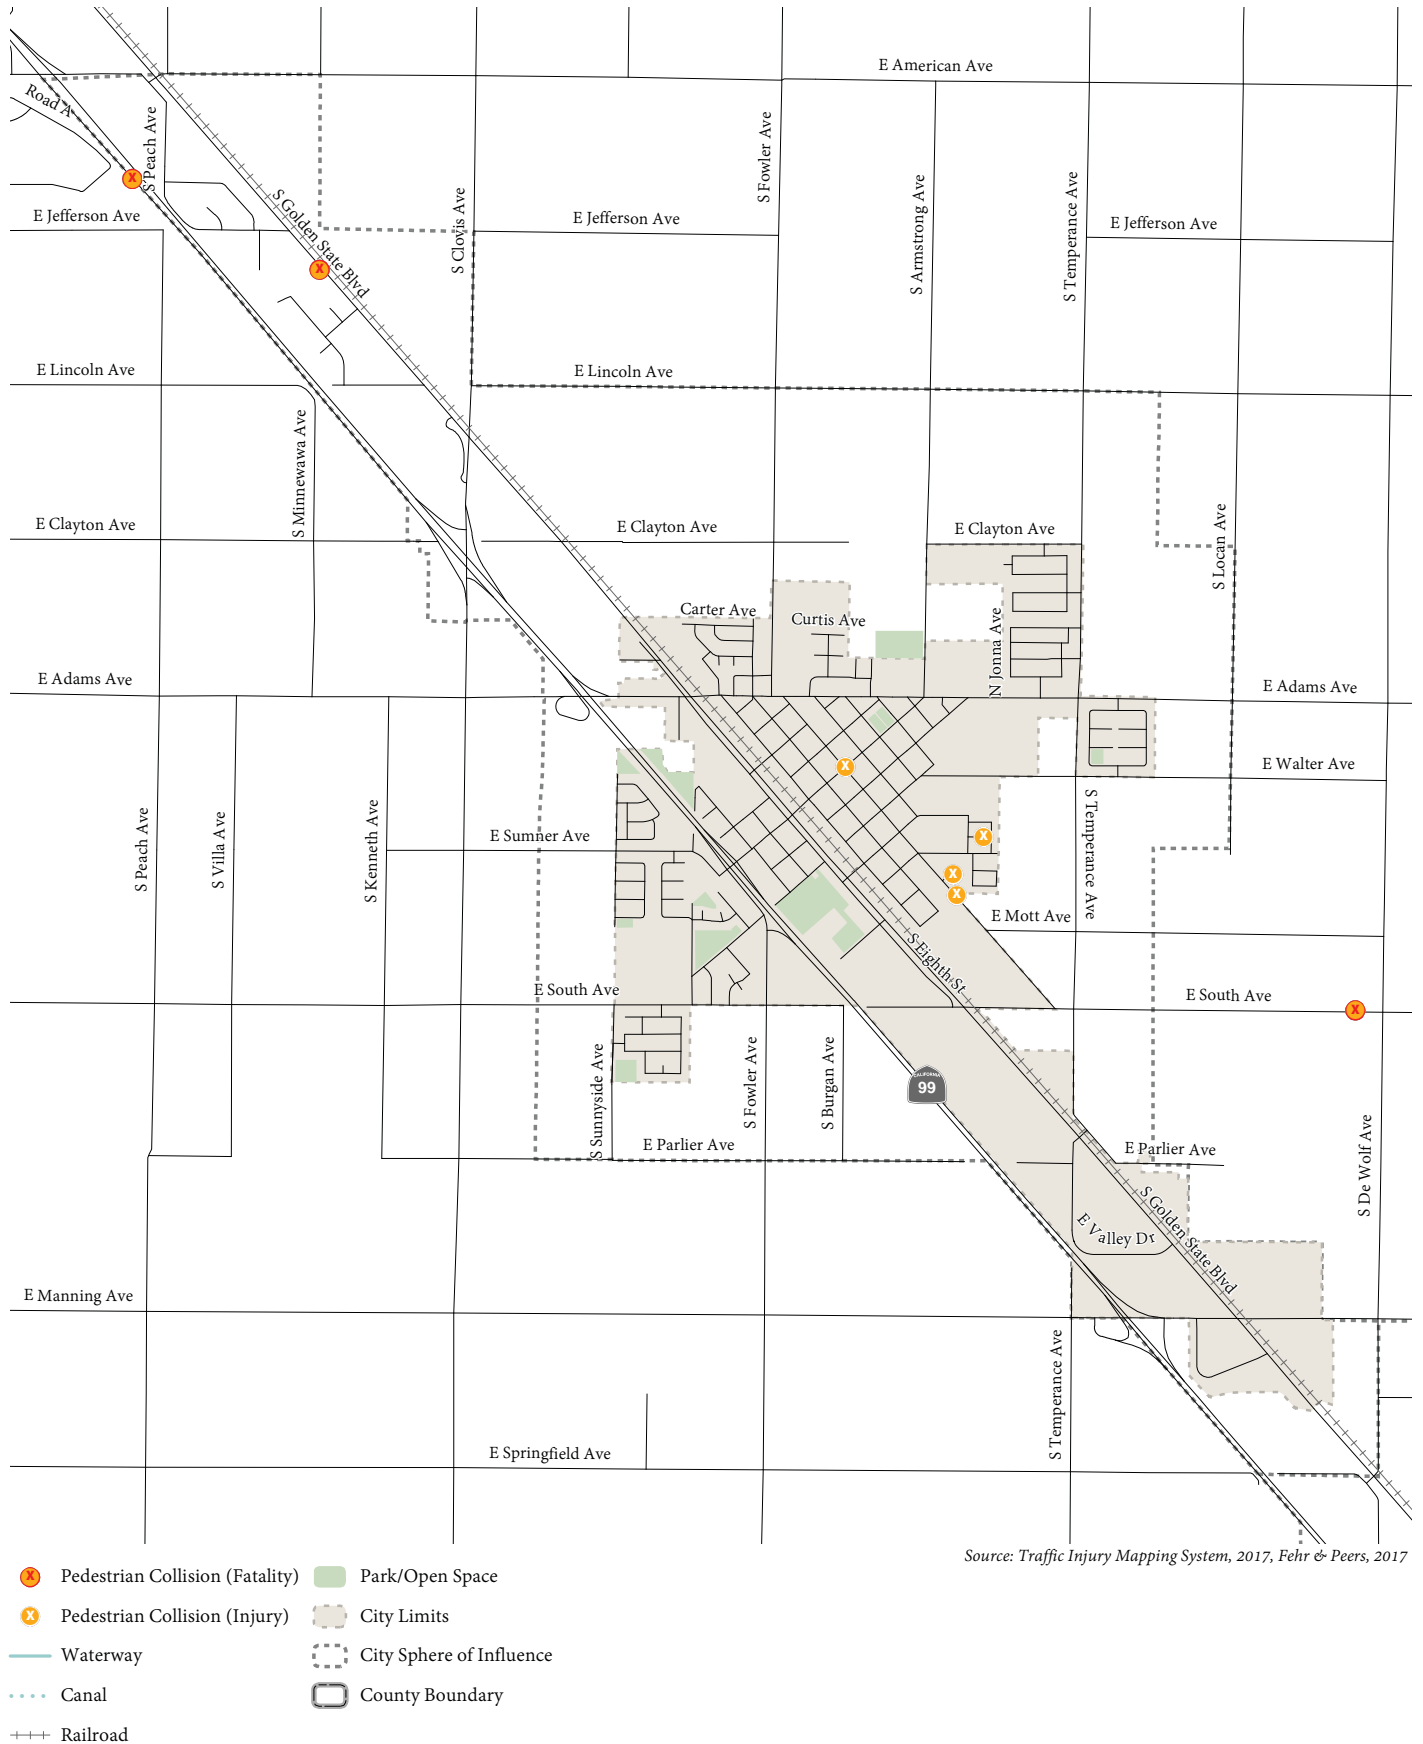 E American Ave
Road A
S Peach Ave
S Fowler Ave
S Clovis Ave
S Armstrong Ave
S Temperance Ave
E Jefferson Ave
E Jefferson Ave
E Jefferson Ave
S Golden State Blvd
E Lincoln Ave
E Lincoln Ave
S Minnewawa Ave
S Locan Ave
E Clayton Ave
E Clayton Ave
E Clayton Ave
Carter Ave
Curtis Ave
N Jonna Ave
E Adams Ave
E Adams Ave
E Walter Ave
S Peach Ave
S Villa Ave
S Kenneth Ave
E Sumner Ave
S Temperance Ave
E Mott Ave
S Eighth St
E South Ave
E South Ave
S Sunnyside Ave
S Fowler Ave
S Burgan Ave
CALIFORNIA
99
E Parlier Ave
E Parlier Ave
S De Wolf Ave
E Valley Dr
S Golden State Blvd
E Manning Ave
S Temperance Ave
E Springfield Ave
Source: Traffic Injury Mapping System, 2017, Fehr & Peers, 2017
X Pedestrian Collision (Fatality)
X Pedestrian Collision (Injury)
Waterway
Canal
Railroad
Park/Open Space
City Limits
City Sphere of Influence
County Boundary